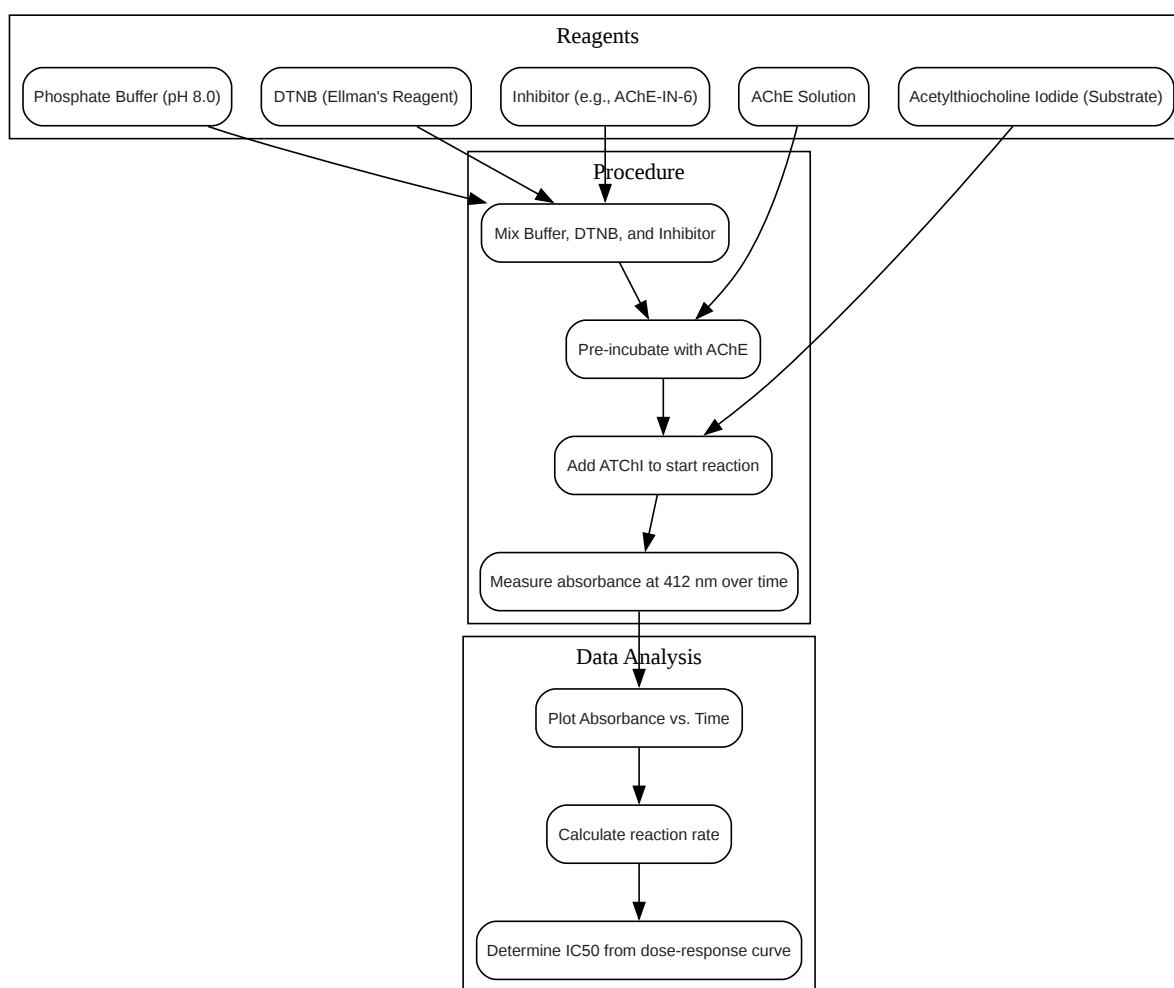 Reagents
Phosphate Buffer (pH 8.0)
DTNB (Ellman's Reagent)
Inhibitor (e.g., AChE-IN-6)
AChE Solution
Acetylthiocholine Iodide (Substrate)
Procedure
Mix Buffer, DTNB, and Inhibitor
Pre-incubate with AChE
Add ATChI to start reaction
Measure absorbance at 412 nm over time
Data Analysis
Plot Absorbance vs. Time
Calculate reaction rate
Determine IC50 from dose-response curve